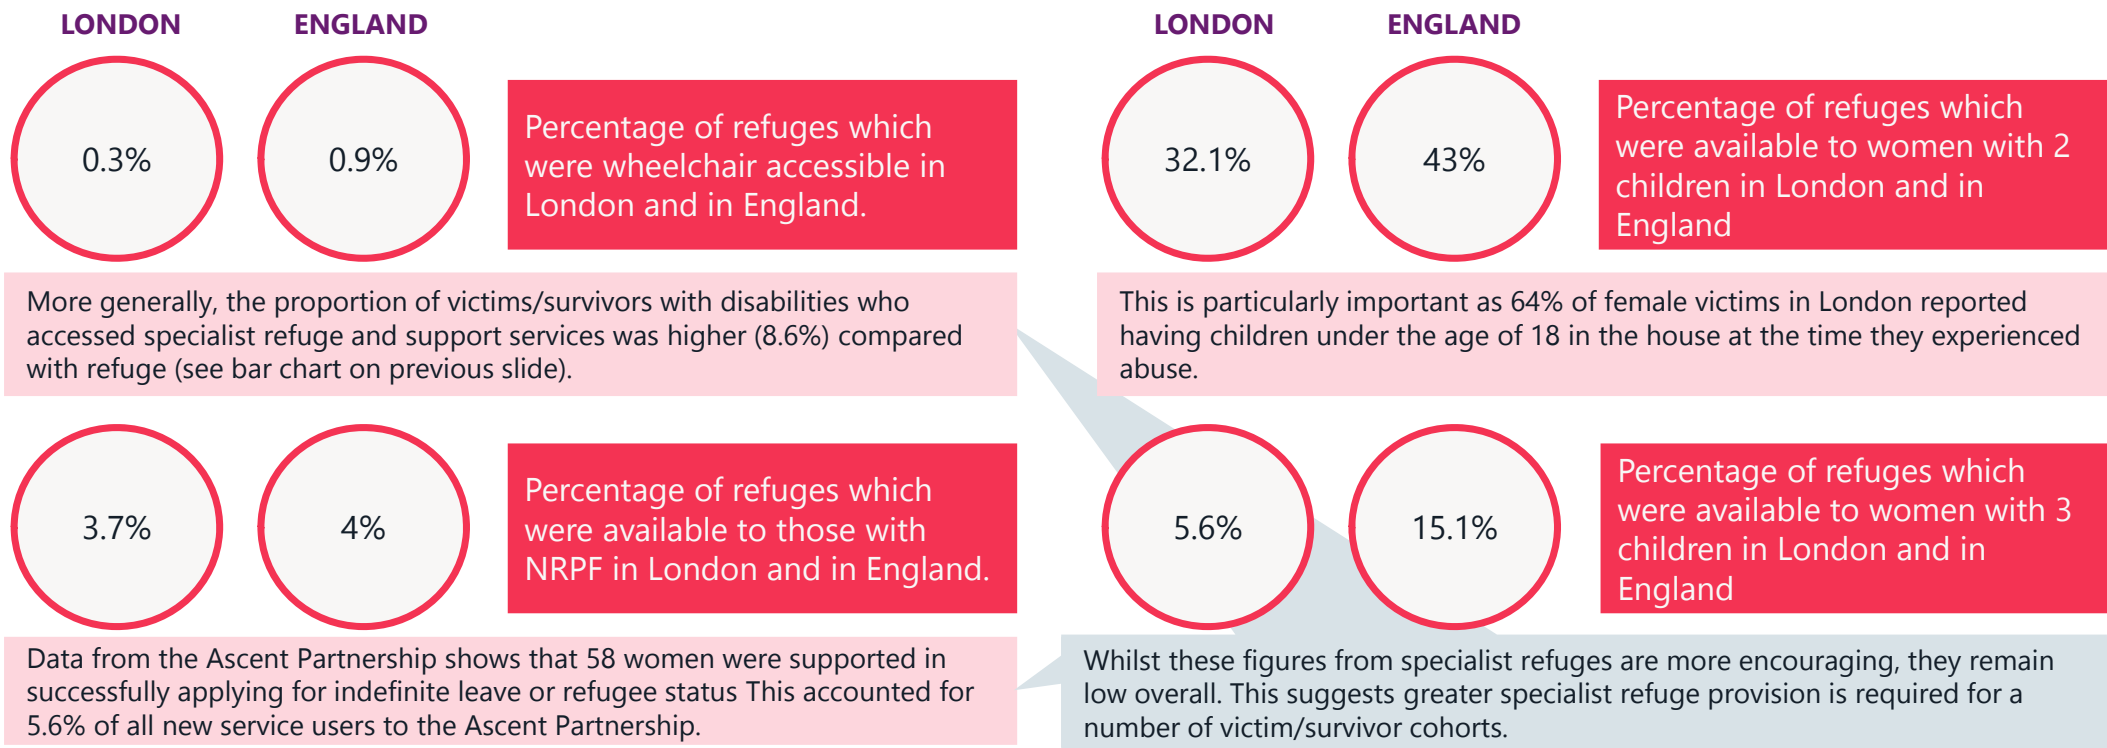 LONDON
ENGLAND
0.3%
0.9%
Percentage of refuges which
were wheelchair accessible in
London and in England.
More generally, the proportion of victims/survivors with disabilities who
accessed specialist refuge and support services was higher (8.6%) compared
with refuge (see bar chart on previous slide).
3.7%
4%
Percentage of refuges which
were available to those with
NRPF in London and in England.
Data from the Ascent Partnership shows that 58 women were supported in
successfully applying for indefinite leave or refugee status This accounted for
5.6% of all new service users to the Ascent Partnership.
LONDON
ENGLAND
32.1%
43%
Percentage of refuges which
were available to women with 2
children in London and in
England
This is particularly important as 64% of female victims in London reported
having children under the age of 18 in the house at the time they experienced
abuse.
5.6%
15.1%
Percentage of refuges which
were available to women with 3
children in London and in
England
Whilst these figures from specialist refuges are more encouraging, they remain
low overall. This suggests greater specialist refuge provision is required for a
number of victim/survivor cohorts.